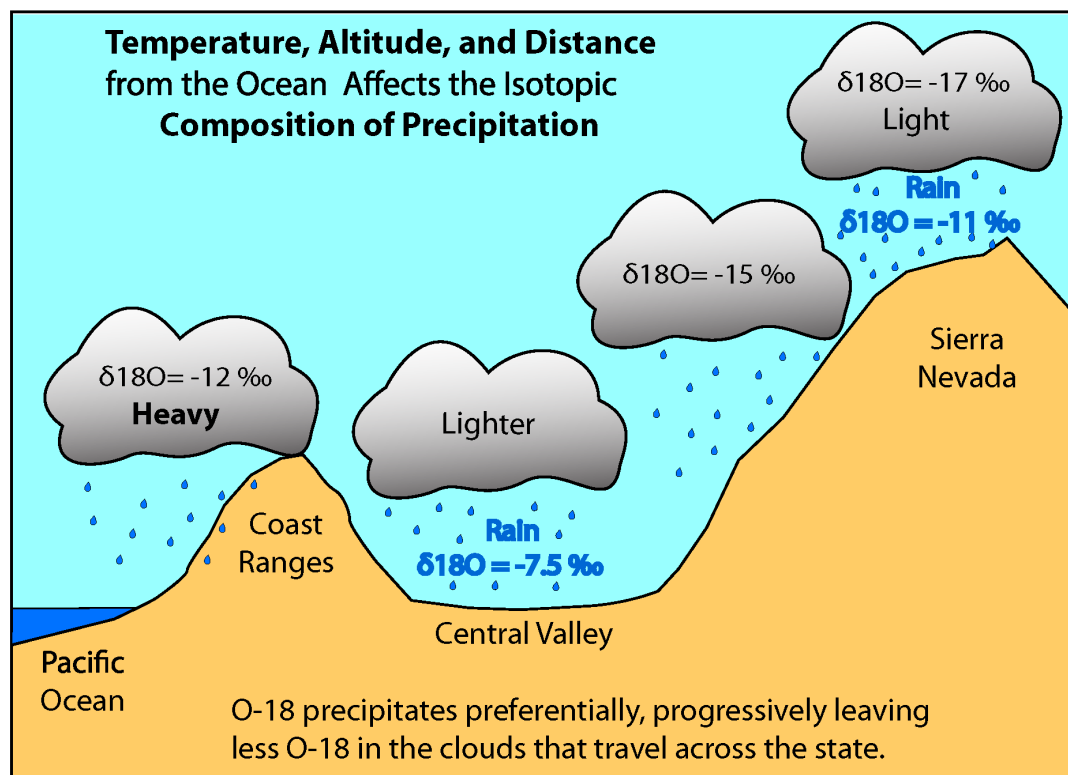 Temperature, Altitude, and Distance
from the Ocean Affects the Isotopic
Composition of Precipitation
δ18O= -17 ‰
Light
Rain
δ18O = -11 ‰
δ18O= -15 ‰
Sierra
Nevada
δ18O= -12 ‰
Heavy
Lighter
Coast
Ranges
Rain
δ18O = -7.5 ‰
Central Valley
Pacific
Ocean
O-18 precipitates preferentially, progressively leaving
less O-18 in the clouds that travel across the state.